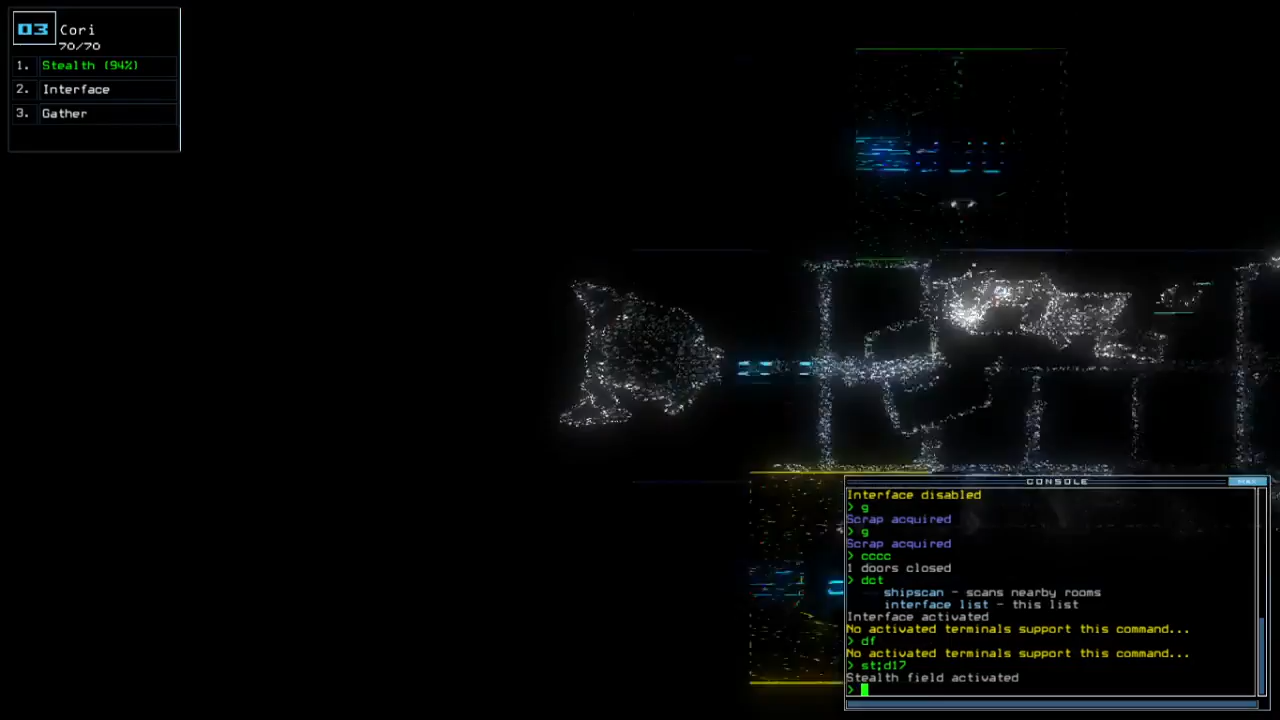 03 Cori
70/70
1. Stealth (94%)
2. Interface
3. Gather
CONSOLE
Interface disabled
> g
Scrap acquired
> g
Scrap acquired
> cccc
1 doors closed
> dct
shipscan - scans nearby rooms
interface list - this list
Interface activated
No activated terminals support this command...
> df
No activated terminals support this command...
> st;d17
Stealth field activated
>